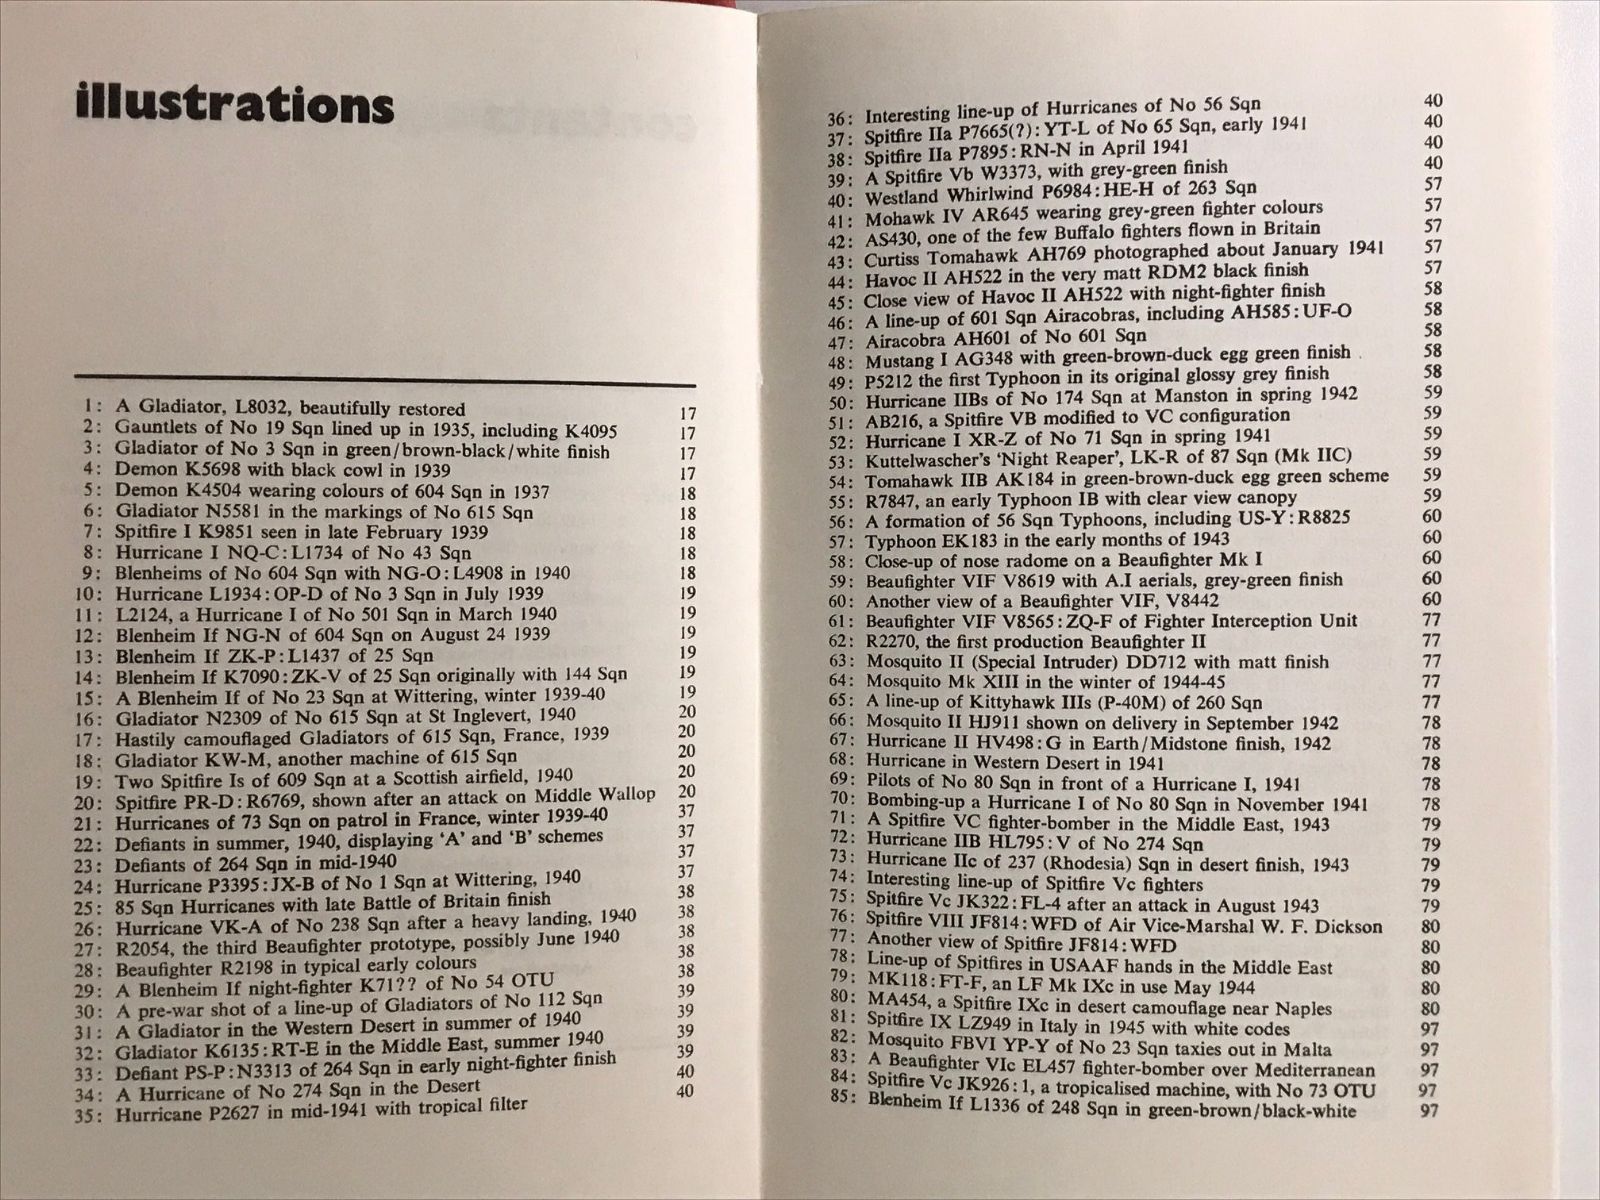 illustrations
1: A Gladiator, L8032, beautifully restored 17
2: Gauntlets of No 19 Sqn lined up in 1935, including K4095 17
3: Gladiator of No 3 Sqn in green/brown-black/white finish 17
4: Demon K5698 with black cowl in 1939 17
5: Demon K4504 wearing colours of 604 Sqn in 1937 18
6: Gladiator N5581 in the markings of No 615 Sqn 18
7: Spitfire I K9851 seen in late February 1939 18
8: Hurricane I NQ-C:L1734 of No 43 Sqn 18
9: Blenheims of No 604 Sqn with NG-O:L4908 in 1940 18
10: Hurricane L1934:OP-D of No 3 Sqn in July 1939 19
11: L2124, a Hurricane I of No 501 Sqn in March 1940 19
12: Blenheim If NG-N of 604 Sqn on August 24 1939 19
13: Blenheim If ZK-P:L1437 of 25 Sqn 19
14: Blenheim If K7090:ZK-V of 25 Sqn originally with 144 Sqn 19
15: A Blenheim If of No 23 Sqn at Wittering, winter 1939-40 19
16: Gladiator N2309 of No 615 Sqn at St Inglevert, 1940 20
17: Hastily camouflaged Gladiators of 615 Sqn, France, 1939 20
18: Gladiator KW-M, another machine of 615 Sqn 20
19: Two Spitfire Is of 609 Sqn at a Scottish airfield, 1940 20
20: Spitfire PR-D:R6769, shown after an attack on Middle Wallop 20
21: Hurricanes of 73 Sqn on patrol in France, winter 1939-40 37
22: Defiants in summer, 1940, displaying ‘A’ and ‘B’ schemes 37
23: Defiants of 264 Sqn in mid-1940 37
24: Hurricane P3395:JX-B of No 1 Sqn at Wittering, 1940 37
25: 85 Sqn Hurricanes with late Battle of Britain finish 38
26: Hurricane VK-A of No 238 Sqn after a heavy landing, 1940 38
27: R2054, the third Beaufighter prototype, possibly June 1940 38
28: Beaufighter R2198 in typical early colours 38
29: A Blenheim If night-fighter K71?? of No 54 OTU 38
30: A pre-war shot of a line-up of Gladiators of No 112 Sqn 39
31: A Gladiator in the Western Desert in summer of 1940 39
32: Gladiator K6135:RT-E in the Middle East, summer 1940 39
33: Defiant PS-P:N3313 of 264 Sqn in early night-fighter finish 39
34: A Hurricane of No 274 Sqn in the Desert 40
35: Hurricane P2627 in mid-1941 with tropical filter 40
36: Interesting line-up of Hurricanes of No 56 Sqn 40
37: Spitfire IIa P7665(?):YT-L of No 65 Sqn, early 1941 40
38: Spitfire IIa P7895:RN-N in April 1941 40
39: A Spitfire Vb W3373, with grey-green finish 40
40: Westland Whirlwind P6984:HE-H of 263 Sqn 57
41: Mohawk IV AR645 wearing grey-green fighter colours 57
42: AS430, one of the few Buffalo fighters flown in Britain 57
43: Curtiss Tomahawk AH769 photographed about January 1941 57
44: Havoc II AH522 in the very matt RDM2 black finish 57
45: Close view of Havoc II AH522 with night-fighter finish 58
46: A line-up of 601 Sqn Airacobras, including AH585:UF-O 58
47: Airacobra AH601 of No 601 Sqn 58
48: Mustang I AG348 with green-brown-duck egg green finish 58
49: P5212 the first Typhoon in its original glossy grey finish 58
50: Hurricane IIBs of No 174 Sqn at Manston in spring 1942 59
51: AB216, a Spitfire VB modified to VC configuration 59
52: Hurricane I XR-Z of No 71 Sqn in spring 1941 59
53: Kuttelwascher’s ‘Night Reaper’, LK-R of 87 Sqn (Mk IIC) 59
54: Tomahawk IIB AK184 in green-brown-duck egg green scheme 59
55: R7847, an early Typhoon IB with clear view canopy 59
56: A formation of 56 Sqn Typhoons, including US-Y:R8825 60
57: Typhoon EK183 in the early months of 1943 60
58: Close-up of nose radome on a Beaufighter Mk I 60
59: Beaufighter VIF V8619 with A.I aerials, grey-green finish 60
60: Another view of a Beaufighter VIF, V8442 60
61: Beaufighter VIF V8565:ZQ-F of Fighter Interception Unit 77
62: R2270, the first production Beaufighter II 77
63: Mosquito II (Special Intruder) DD712 with matt finish 77
64: Mosquito Mk XIII in the winter of 1944-45 77
65: A line-up of Kittyhawk IIIs (P-40M) of 260 Sqn 77
66: Mosquito II HJ911 shown on delivery in September 1942 78
67: Hurricane II HV498:G in Earth/Midstone finish, 1942 78
68: Hurricane in Western Desert in 1941 78
69: Pilots of No 80 Sqn in front of a Hurricane I, 1941 78
70: Bombing-up a Hurricane I of No 80 Sqn in November 1941 78
71: A Spitfire VC fighter-bomber in the Middle East, 1943 79
72: Hurricane IIB HL795:V of No 274 Sqn 79
73: Hurricane IIc of 237 (Rhodesia) Sqn in desert finish, 1943 79
74: Interesting line-up of Spitfire Vc fighters 79
75: Spitfire Vc JK322:FL-4 after an attack in August 1943 79
76: Spitfire VIII JF814:WFD of Air Vice-Marshal W. F. Dickson 80
77: Another view of Spitfire JF814:WFD 80
78: Line-up of Spitfires in USAAF hands in the Middle East 80
79: MK118:FT-F, an LF Mk IXc in use May 1944 80
80: MA454, a Spitfire IXc in desert camouflage near Naples 80
81: Spitfire IX LZ949 in Italy in 1945 with white codes 97
82: Mosquito FBVI YP-Y of No 23 Sqn taxies out in Malta 97
83: A Beaufighter VIc EL457 fighter-bomber over Mediterranean 97
84: Spitfire Vc JK926:1, a tropicalised machine, with No 73 OTU 97
85: Blenheim If L1336 of 248 Sqn in green-brown/black-white 97